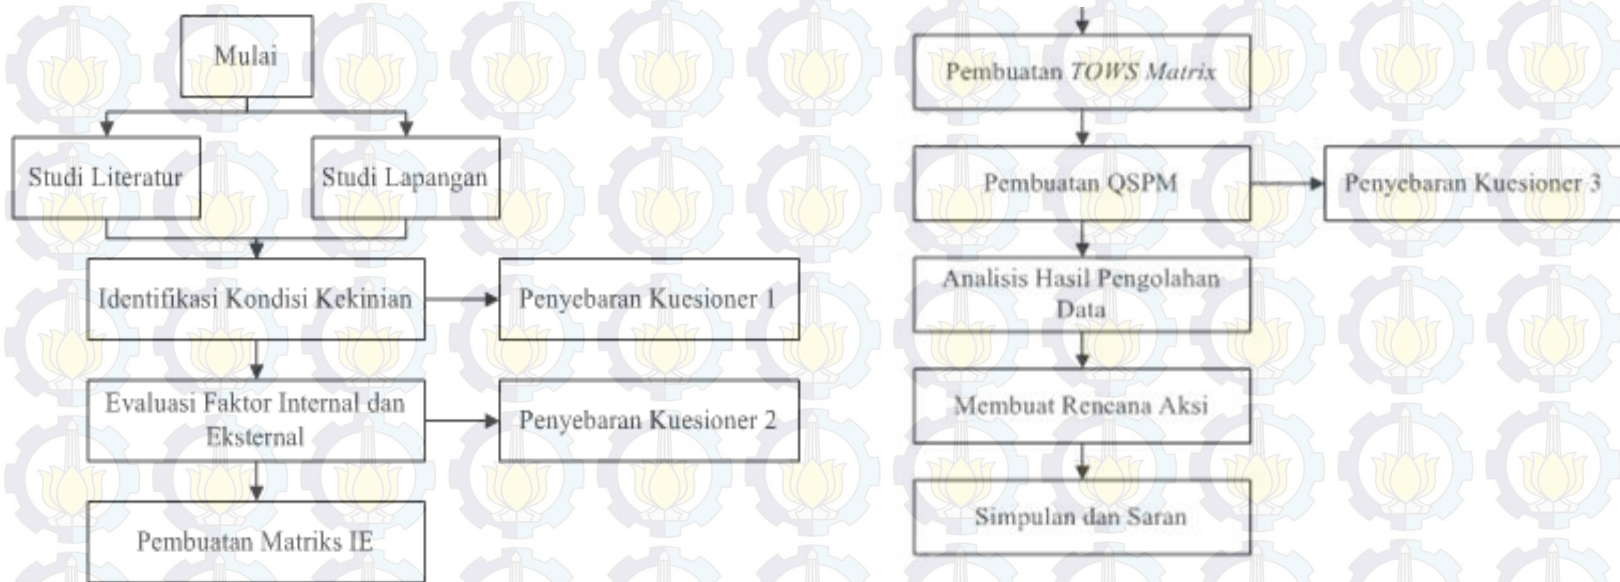 Mulai
Studi Literatur
Studi Lapangan
Identifikasi Kondisi Kekinian
Penyebaran Kuesioner 1
Evaluasi Faktor Internal dan
Eksternal
Penyebaran Kuesioner 2
Pembuatan Matriks IE
Pembuatan TOWS Matrix
Pembuatan QSPM
Penyebaran Kuesioner 3
Analisis Hasil Pengolahan
Data
Membuat Rencana Aksi
Simpulan dan Saran